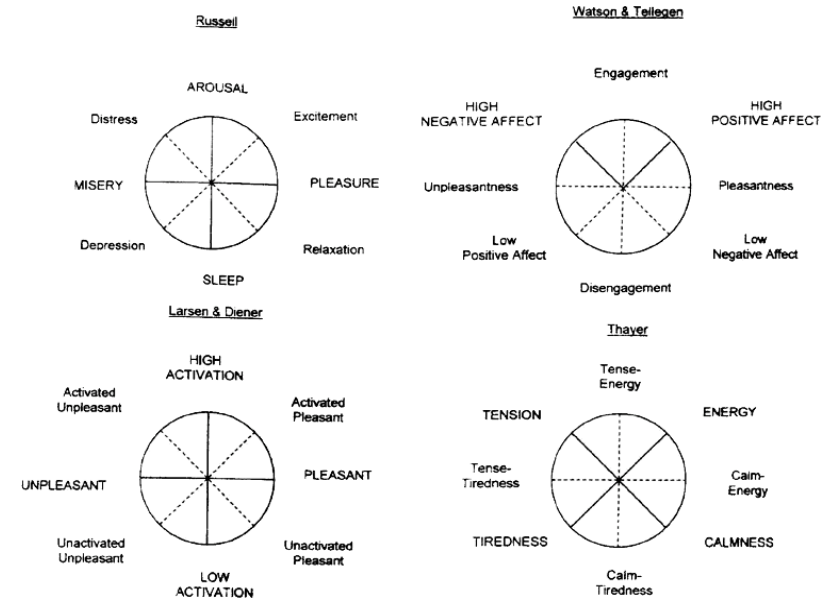 Russell
AROUSAL
Distress
Excitement
MISERY
PLEASURE
Depression
Relaxation
SLEEP
Watson & Tellegen
Engagement
HIGH
NEGATIVE AFFECT
HIGH
POSITIVE AFFECT
Unpleasantness
Pleasantness
Low
Positive Affect
Low
Negative Affect
Disengagement
Larsen & Diener
HIGH
ACTIVATION
Activated
Unpleasant
Activated
Pleasant
UNPLEASANT
PLEASANT
Unactivated
Unpleasant
Unactivated
Pleasant
LOW
ACTIVATION
Thayer
Tense-
Energy
TENSION
ENERGY
Tense-
Tiredness
Calm-
Energy
TIREDNESS
CALMNESS
Calm-
Tiredness